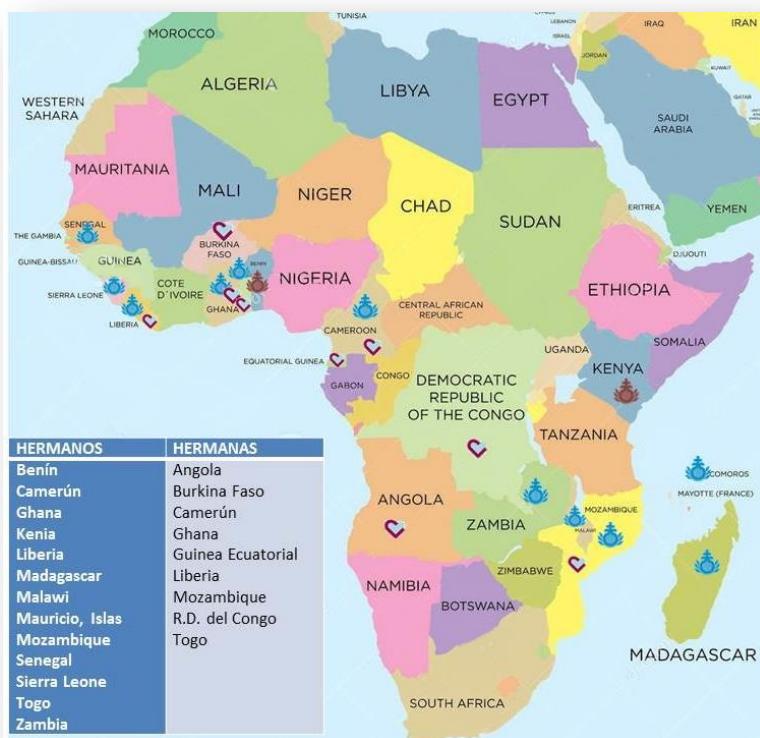 TUNISIA
LEBANON
ISRAEL
IRAQ
IRAN
MOROCCO
JORDAN
KUWAIT
ALGERIA
LIBYA
EGYPT
QATAR
WESTERN
SAHARA
SAUDI
ARABIA
MAURITANIA
MALI
NIGER
CHAD
SUDAN
ERITREA
YEMEN
THE GAMBIA
SENEGAL
BURKINA
FASO
BENIN
DJIOUTI
GUINEA-BISSAU
GUINEA
NIGERIA
ETHIOPIA
SIERRA LEONE
COTE
D´IVOIRE
GHANA
CENTRAL AFRICAN
REPUBLIC
LIBERIA
CAMEROON
SOMALIA
EQUATORIAL GUINEA
UGANDA
KENYA
GABON
CONGO
DEMOCRATIC
REPUBLIC
OF THE CONGO
TANZANIA
COMOROS
MAYOTTE (FRANCE)
ANGOLA
ZAMBIA
MALAWI
MOZAMBIQUE
ZIMBABWE
NAMIBIA
BOTSWANA
MADAGASCAR
SOUTH AFRICA
HERMANOS HERMANAS
Benín Angola
Camerún Burkina Faso
Ghana Camerún
Kenia Ghana
Liberia Guinea Ecuatorial
Madagascar Liberia
Malawi Mozambique
Mauricio, Islas R.D. del Congo
Mozambique Togo
Senegal
Sierra Leone
Togo
Zambia